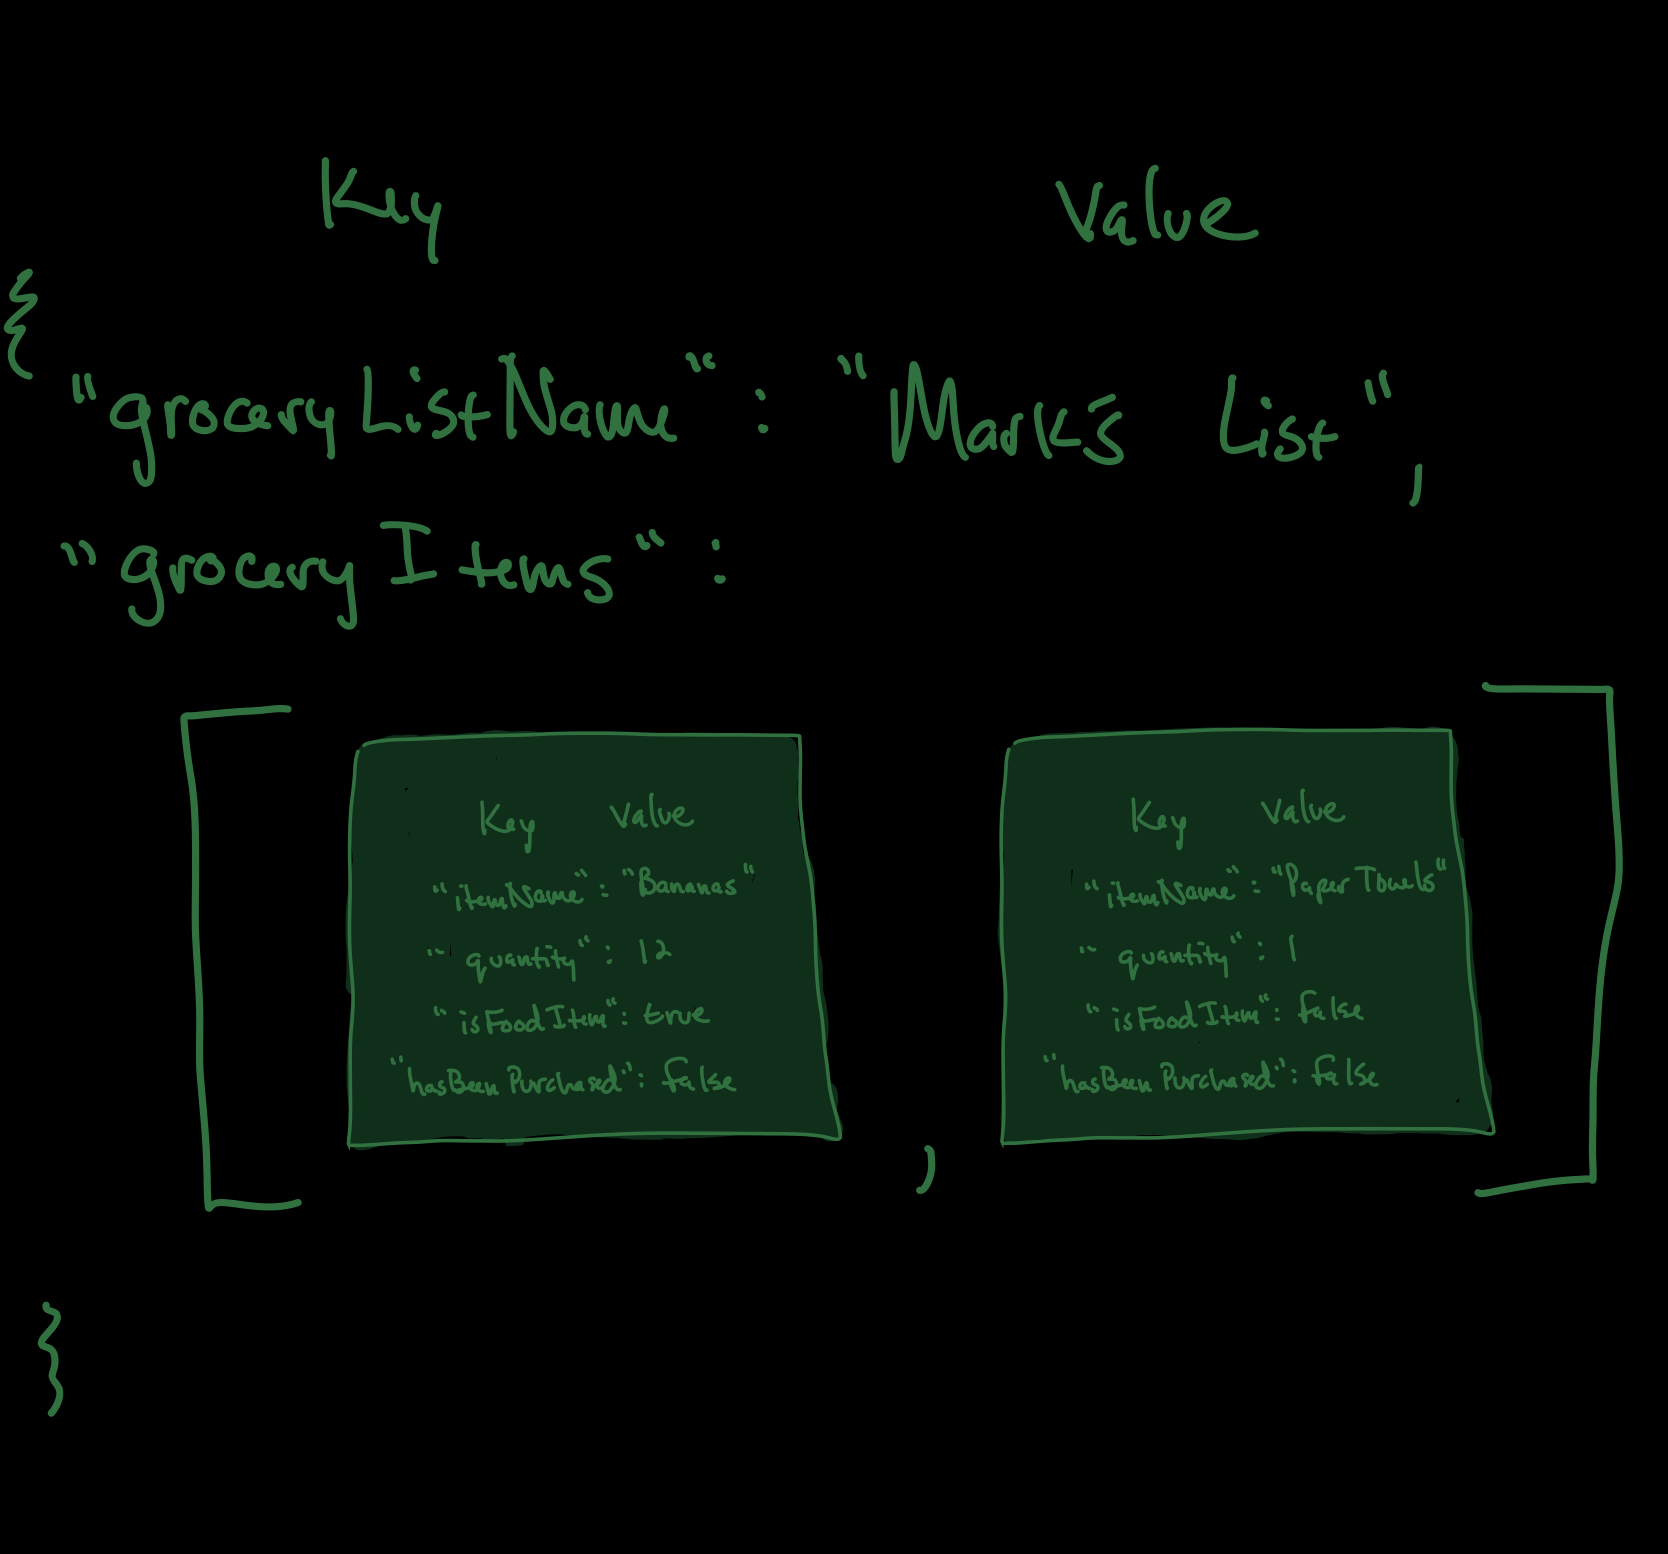 Key Value
{
"groceryListName": "Mark's List",
"groceryItems":
[
Key Value
"itemName": "Bananas"
"quantity": 12
"isFoodItem": true
"hasBeenPurchased": false
,
Key Value
"itemName": "Paper Towels"
"quantity": 1
"isFoodItem": false
"hasBeenPurchased": false
]
}